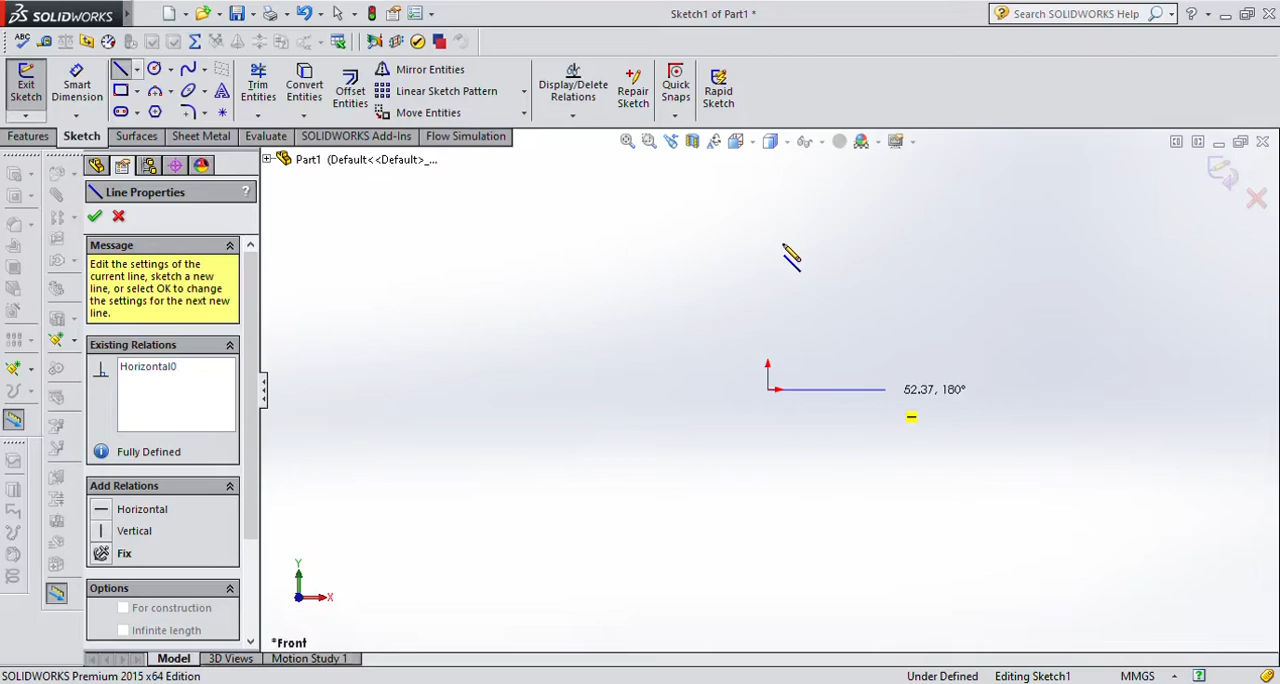 SOLIDWORKS
Sketch1 of Part1 *
Search SOLIDWORKS Help
Exit Sketch
Smart Dimension
Trim Entities
Convert Entities
Offset Entities
Mirror Entities
Linear Sketch Pattern
Move Entities
Display/Delete Relations
Repair Sketch
Quick Snaps
Rapid Sketch
Features
Sketch
Surfaces
Sheet Metal
Evaluate
SOLIDWORKS Add-Ins
Flow Simulation
Part1 (Default<<Default>_...
Line Properties
?
Message
Edit the settings of the
current line, sketch a new
line, or select OK to change
the settings for the next new
line.
Existing Relations
Horizontal0
Fully Defined
Add Relations
Horizontal
Vertical
Fix
Options
For construction
Infinite length
52.37, 180°
Y
X
*Front
Model
3D Views
Motion Study 1
SOLIDWORKS Premium 2015 x64 Edition
Under Defined
Editing Sketch1
MMGS